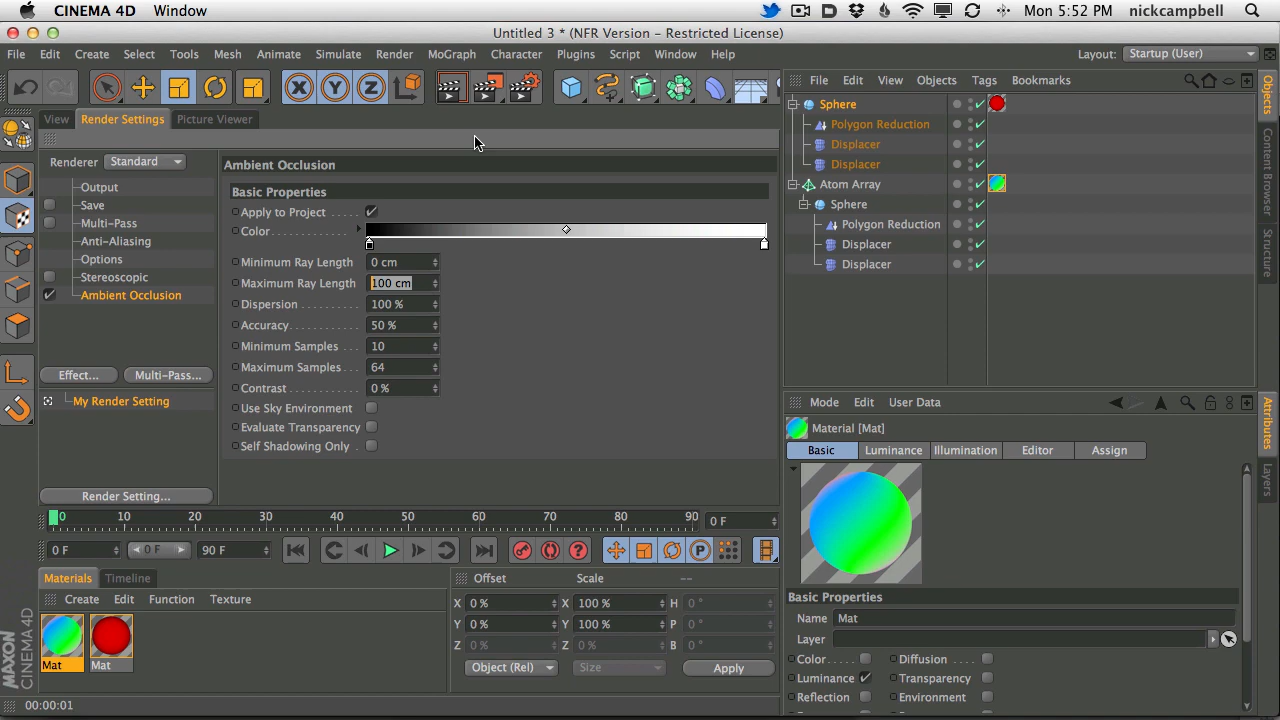 CINEMA 4D Window Mon 5:52 PM nickcampbell
Untitled 3 * (NFR Version - Restricted License)
File Edit Create Select Tools Mesh Animate Simulate Render MoGraph Character Plugins Script Window Help Layout: Startup (User)
X Y Z
File Edit View Objects Tags Bookmarks
View Render Settings Picture Viewer
Renderer Standard
Output
Save
Multi-Pass
Anti-Aliasing
Options
Stereoscopic
Ambient Occlusion
Effect... Multi-Pass...
My Render Setting
Render Setting...
Ambient Occlusion
Basic Properties
Apply to Project
Color
Minimum Ray Length 0 cm
Maximum Ray Length 100 cm
Dispersion 100 %
Accuracy 50 %
Minimum Samples 10
Maximum Samples 64
Contrast 0 %
Use Sky Environment
Evaluate Transparency
Self Shadowing Only
Sphere
Polygon Reduction
Displacer
Displacer
Atom Array
Sphere
Polygon Reduction
Displacer
Displacer
Objects
Content Browser
Structure
0 10 20 30 40 50 60 70 80 90 0 F
0 F 0 F 90 F
P
Materials Timeline
Create Edit Function Texture
Mat Mat
Offset Scale --
X 0 % X 100 % H 0 °
Y 0 % Y 100 % P 0 °
Z 0 % Z 0 % B 0 °
Object (Rel) Size Apply
Mode Edit User Data
Material [Mat]
Basic Luminance Illumination Editor Assign
Basic Properties
Name Mat
Layer
Color Diffusion
Luminance Transparency
Reflection Environment
Attributes
Layers
MAXON
CINEMA 4D
00:00:01